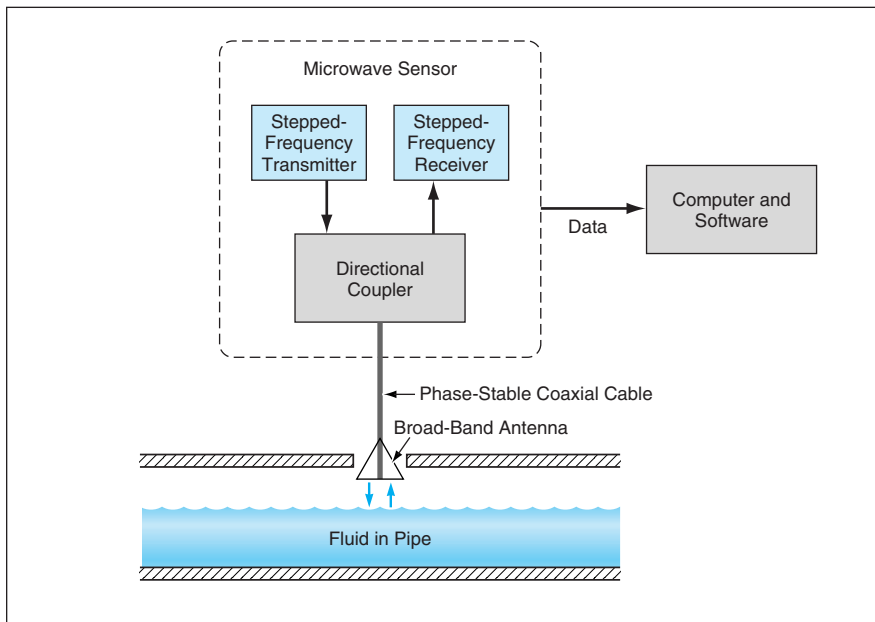 Microwave Sensor
Stepped-
Frequency
Transmitter
Stepped-
Frequency
Receiver
Computer and
Software
Data
Directional
Coupler
Phase-Stable Coaxial Cable
Broad-Band Antenna
Fluid in Pipe